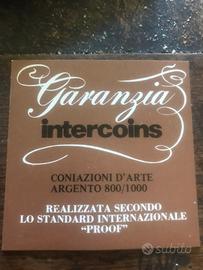 Garanzia
intercoins
CONIAZIONI D'ARTE
ARGENTO 800/1000
REALIZZATA SECONDO
LO STANDARD INTERNAZIONALE
“PROOF”
subito